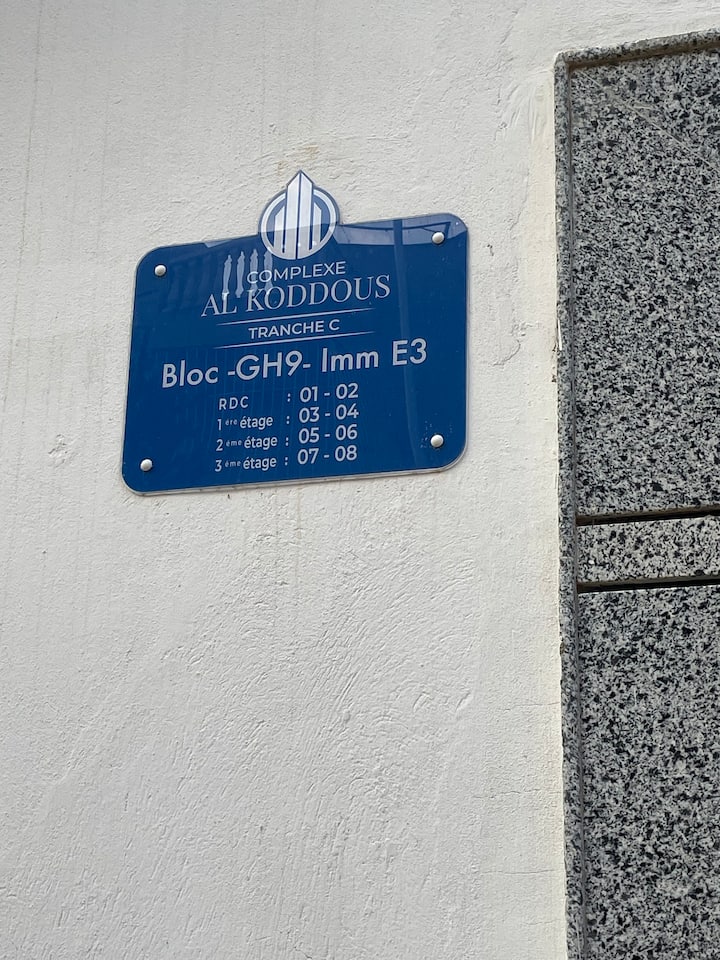 COMPLEXE
AL KODDOUS
TRANCHE C
Bloc -GH9- Imm E3
RDC : 01 - 02
1ère étage : 03 - 04
2ème étage : 05 - 06
3ème étage : 07 - 08